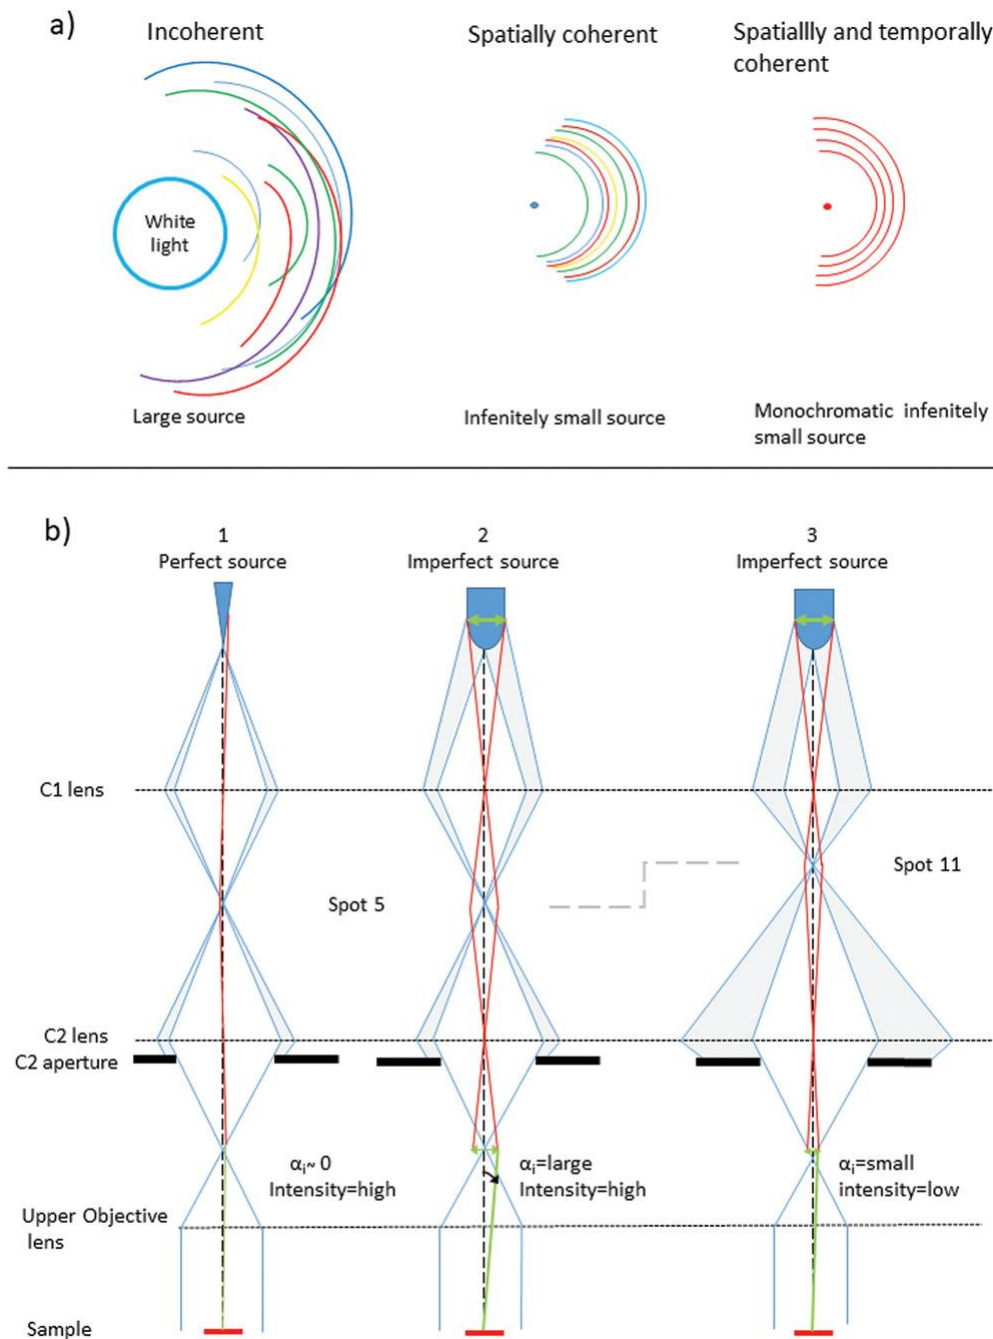 a)
Incoherent
Spatially coherent
Spatiallly and temporally
coherent
White
light
Large source
Infenitely small source
Monochromatic infenitely
small source
b)
1
Perfect source
2
Imperfect source
3
Imperfect source
C1 lens
Spot 5
Spot 11
C2 lens
C2 aperture
αi~ 0
Intensity=high
αi=large
Intensity=high
αi=small
intensity=low
Upper Objective
lens
Sample